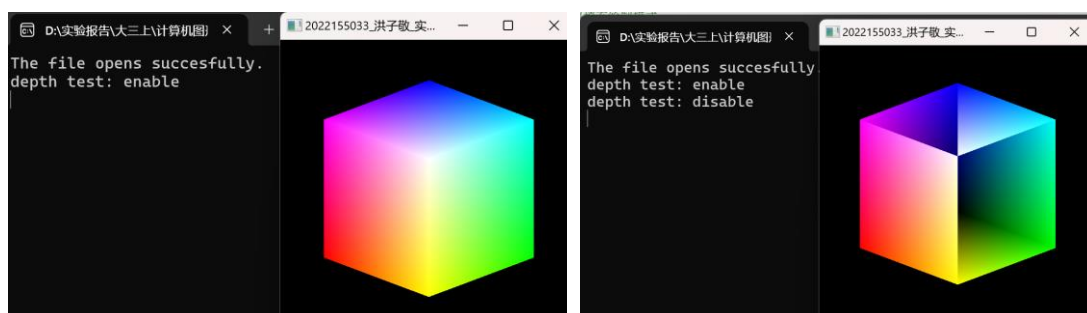 D:\实验报告\大三上\计算机图
2022155033_洪子敬_实...
The file opens succesfully.
depth test: enable
D:\实验报告\大三上\计算机图
2022155033_洪子敬_实...
The file opens succesfully
depth test: enable
depth test: disable